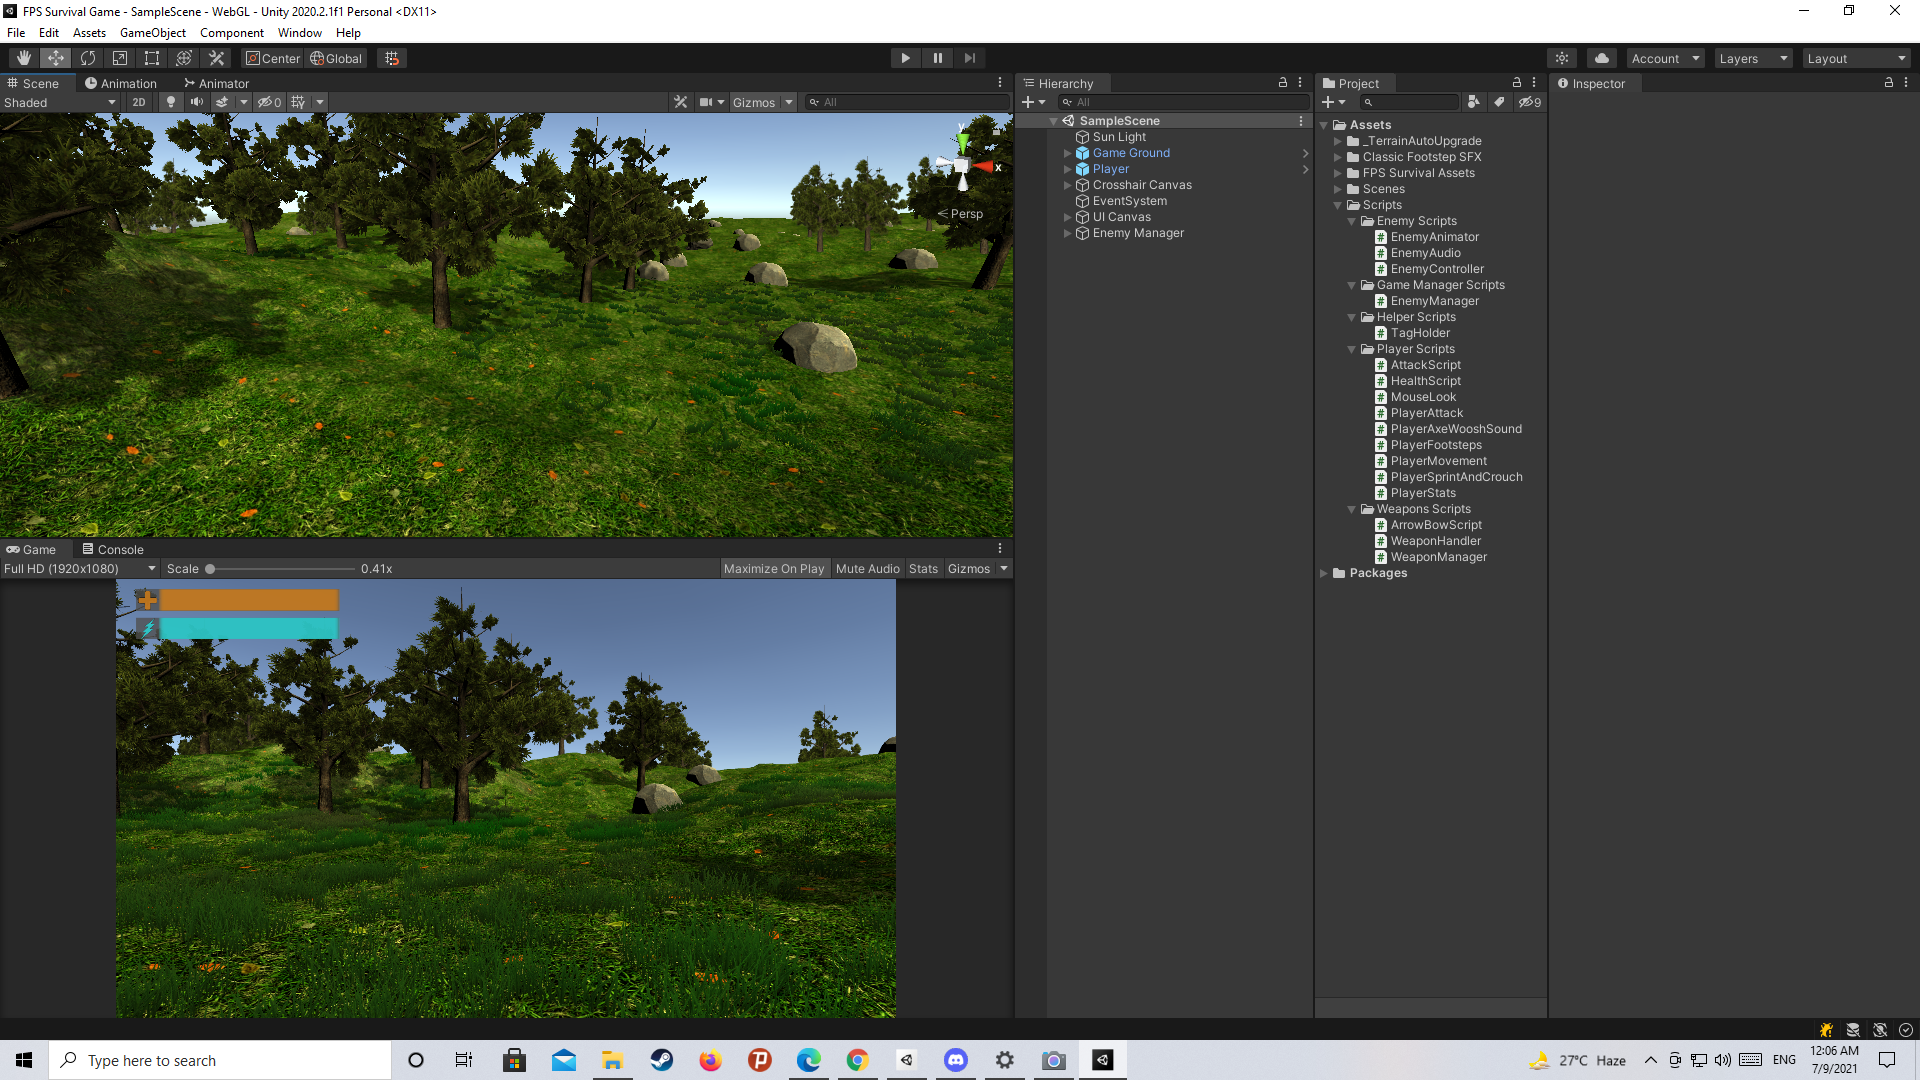 FPS Survival Game - SampleScene - WebGL - Unity 2020.2.1f1 Personal <DX11>
File Edit Assets GameObject Component Window Help
Center Global
Account Layers Layout
Scene Animation Animator
Shaded 2D 0 Gizmos All
Persp
y
x
Hierarchy
All
SampleScene
Sun Light
Game Ground
Player
Crosshair Canvas
EventSystem
UI Canvas
Enemy Manager
Project
9
Assets
_TerrainAutoUpgrade
Classic Footstep SFX
FPS Survival Assets
Scenes
Scripts
Enemy Scripts
EnemyAnimator
EnemyAudio
EnemyController
Game Manager Scripts
EnemyManager
Helper Scripts
TagHolder
Player Scripts
AttackScript
HealthScript
MouseLook
PlayerAttack
PlayerAxeWooshSound
PlayerFootsteps
PlayerMovement
PlayerSprintAndCrouch
PlayerStats
Weapons Scripts
ArrowBowScript
WeaponHandler
WeaponManager
Packages
Inspector
Game Console
Full HD (1920x1080) Scale 0.41x Maximize On Play Mute Audio Stats Gizmos
Type here to search
27°C Haze
ENG
12:06 AM
7/9/2021